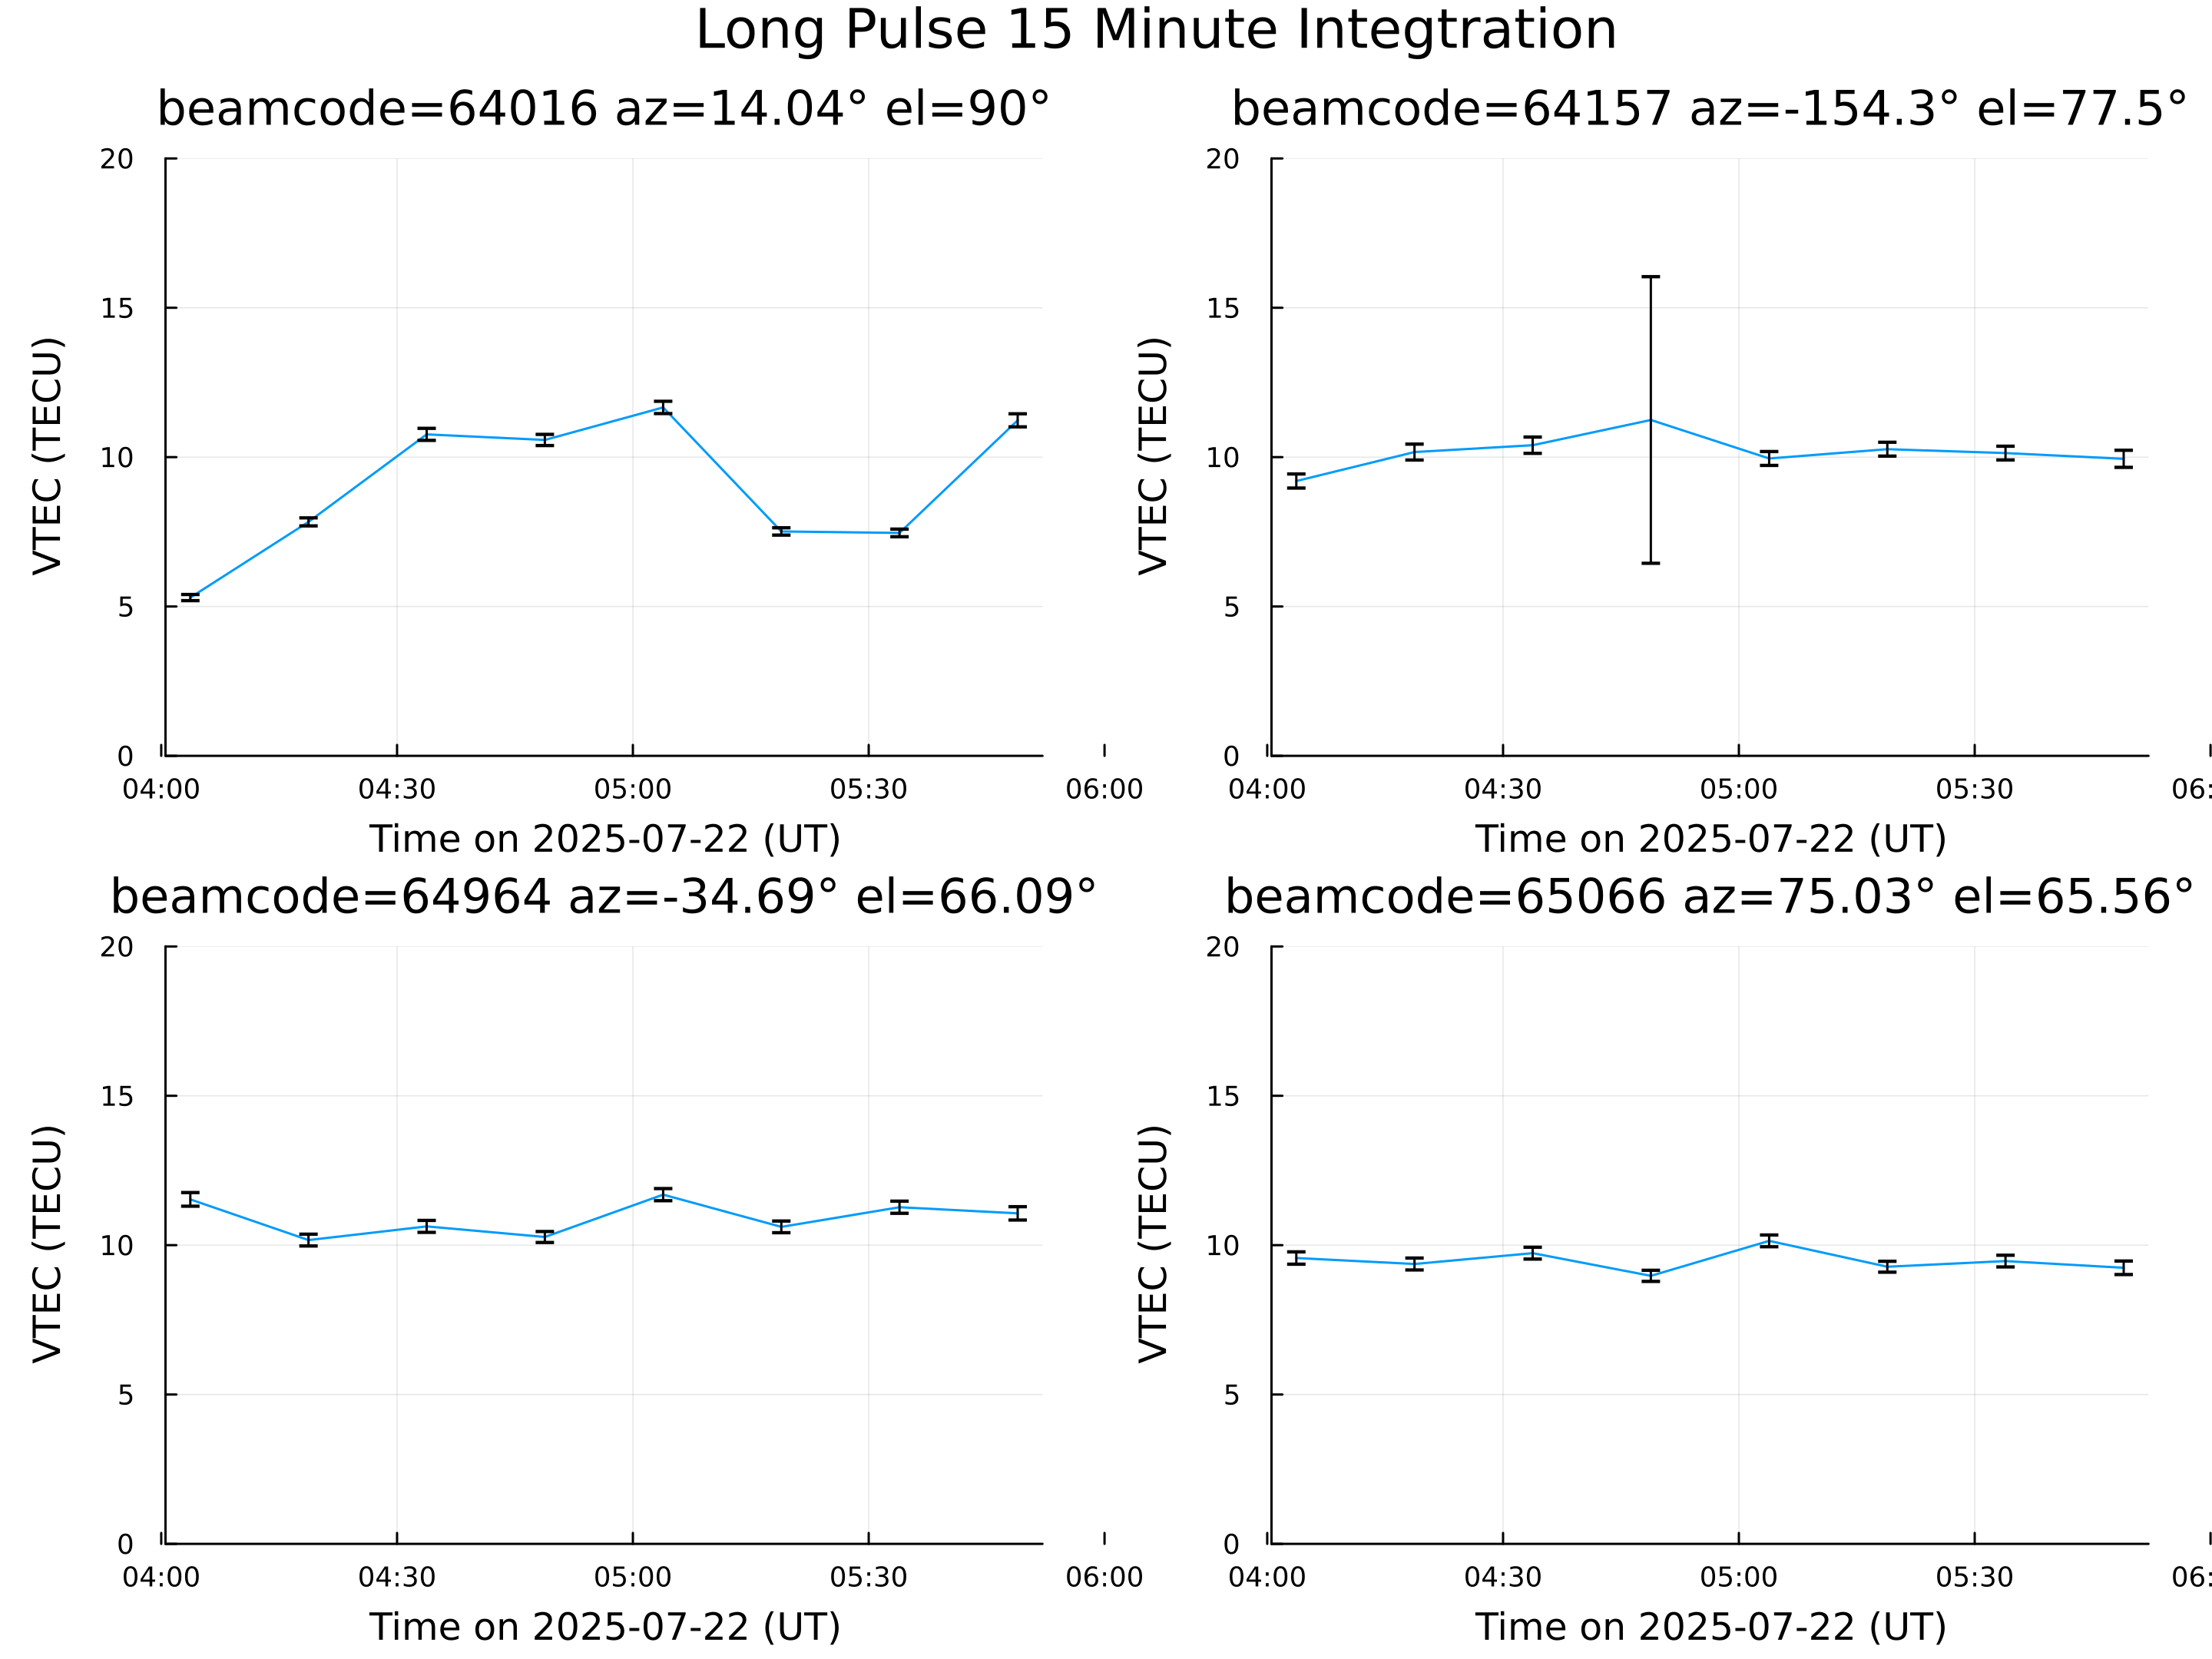 Long Pulse 15 Minute Integtration
beamcode=64016 az=14.04° el=90°
20
15
10
5
0
VTEC (TECU)
04:00 04:30 05:00 05:30 06:00
Time on 2025-07-22 (UT)
beamcode=64157 az=-154.3° el=77.5°
20
15
10
5
0
VTEC (TECU)
04:00 04:30 05:00 05:30 06:
Time on 2025-07-22 (UT)
beamcode=64964 az=-34.69° el=66.09°
20
15
10
5
0
VTEC (TECU)
04:00 04:30 05:00 05:30 06:00
Time on 2025-07-22 (UT)
beamcode=65066 az=75.03° el=65.56°
20
15
10
5
0
VTEC (TECU)
04:00 04:30 05:00 05:30 06:
Time on 2025-07-22 (UT)